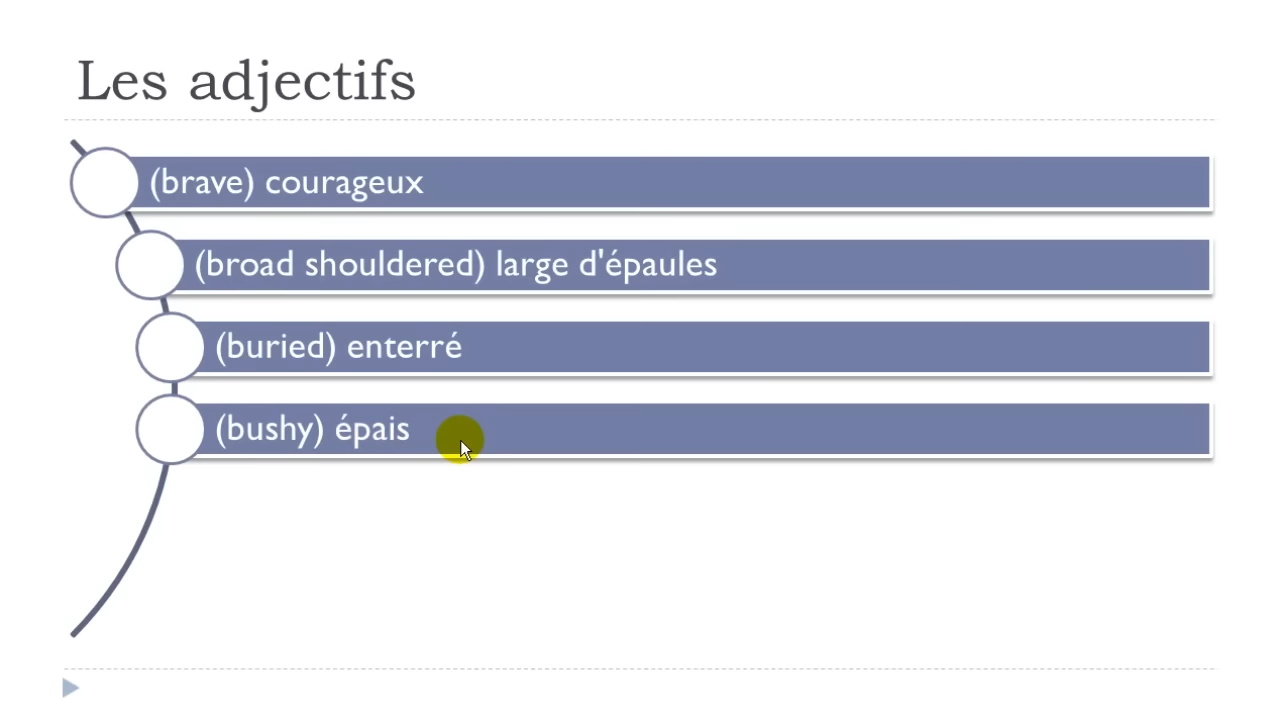 Les adjectifs
(brave) courageux
(broad shouldered) large d'épaules
(buried) enterré
(bushy) épais